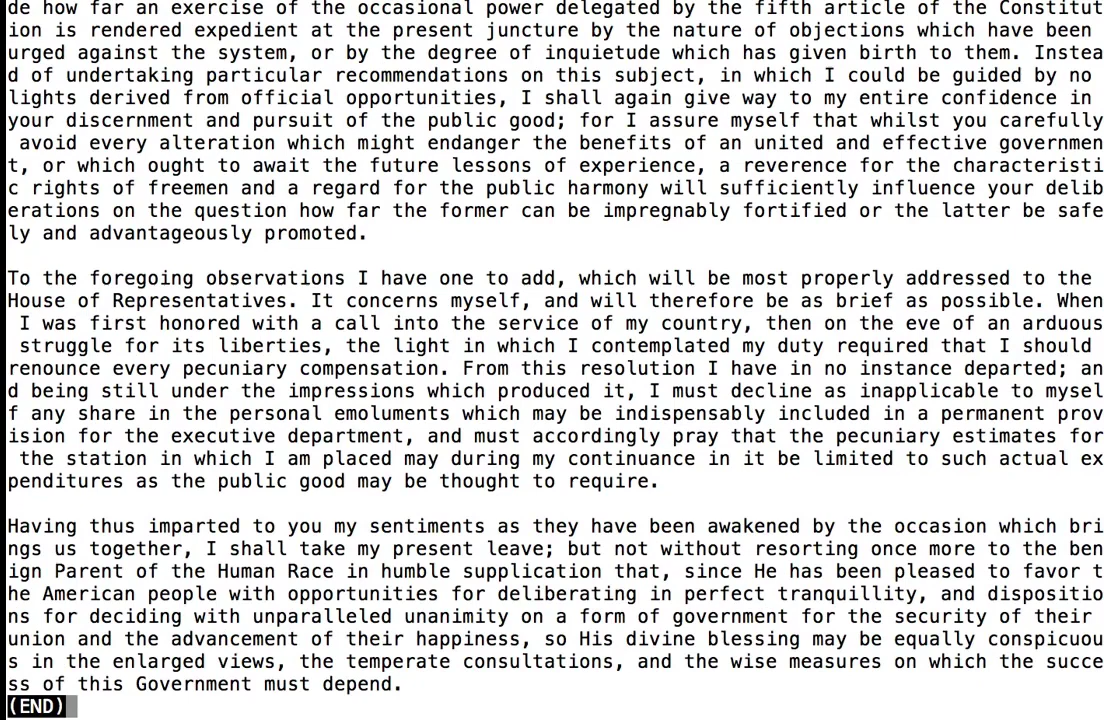 de how far an exercise of the occasional power delegated by the fifth article of the Constitut
ion is rendered expedient at the present juncture by the nature of objections which have been
urged against the system, or by the degree of inquietude which has given birth to them. Instea
d of undertaking particular recommendations on this subject, in which I could be guided by no
lights derived from official opportunities, I shall again give way to my entire confidence in
your discernment and pursuit of the public good; for I assure myself that whilst you carefully
 avoid every alteration which might endanger the benefits of an united and effective governmen
t, or which ought to await the future lessons of experience, a reverence for the characteristi
c rights of freemen and a regard for the public harmony will sufficiently influence your delib
erations on the question how far the former can be impregnably fortified or the latter be safe
ly and advantageously promoted.

To the foregoing observations I have one to add, which will be most properly addressed to the
House of Representatives. It concerns myself, and will therefore be as brief as possible. When
 I was first honored with a call into the service of my country, then on the eve of an arduous
 struggle for its liberties, the light in which I contemplated my duty required that I should
renounce every pecuniary compensation. From this resolution I have in no instance departed; an
d being still under the impressions which produced it, I must decline as inapplicable to mysel
f any share in the personal emoluments which may be indispensably included in a permanent prov
ision for the executive department, and must accordingly pray that the pecuniary estimates for
 the station in which I am placed may during my continuance in it be limited to such actual ex
penditures as the public good may be thought to require.

Having thus imparted to you my sentiments as they have been awakened by the occasion which bri
ngs us together, I shall take my present leave; but not without resorting once more to the ben
ign Parent of the Human Race in humble supplication that, since He has been pleased to favor t
he American people with opportunities for deliberating in perfect tranquillity, and dispositio
ns for deciding with unparalleled unanimity on a form of government for the security of their
union and the advancement of their happiness, so His divine blessing may be equally conspicuou
s in the enlarged views, the temperate consultations, and the wise measures on which the succe
ss of this Government must depend.
(END)